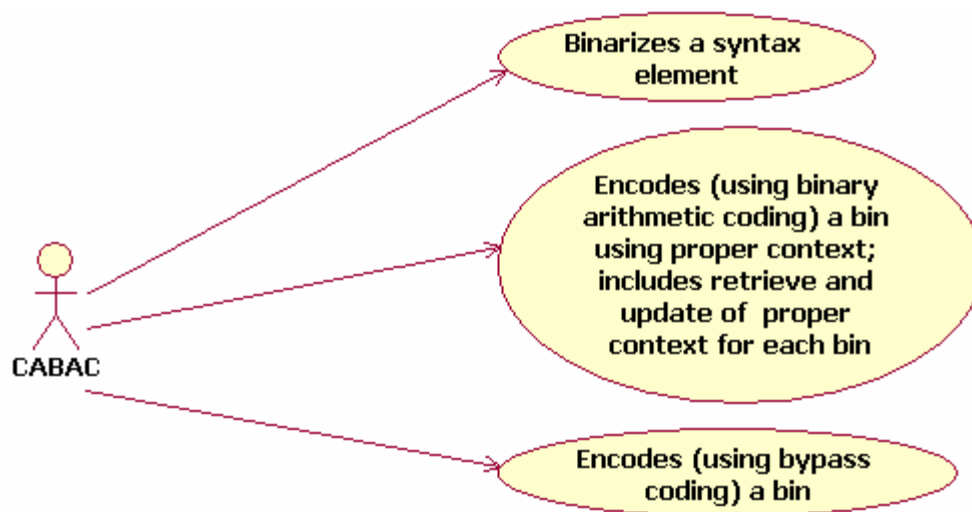 Binarizes a syntax
element
Encodes (using binary
arithmetic coding) a bin
using proper context;
includes retrieve and
update of proper
context for each bin
CABAC
Encodes (using bypass
coding) a bin